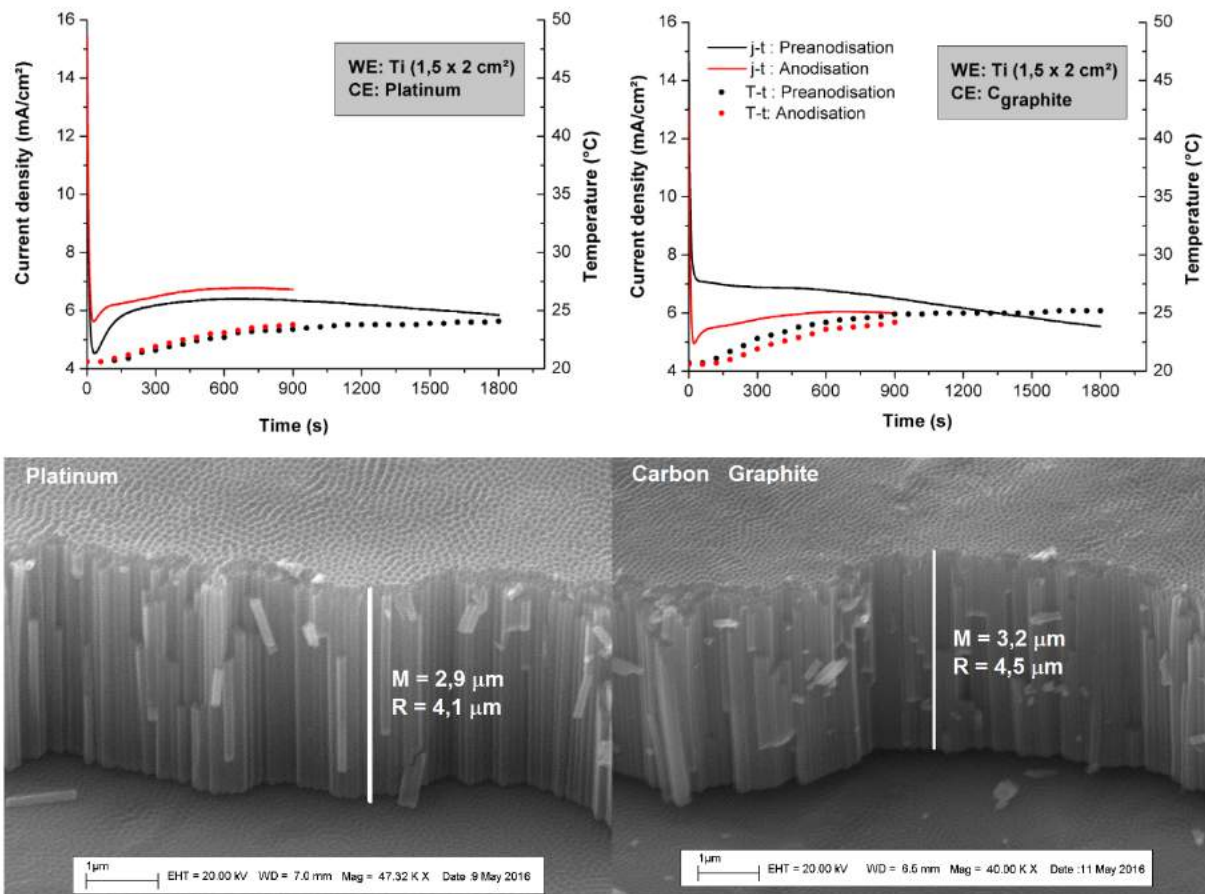 16
14
12
10
8
6
4
Current density (mA/cm²)
50
45
40
35
30
25
20
Temperature (°C)
WE: Ti (1,5 x 2 cm²)
CE: Platinum
0 300 600 900 1200 1500 1800
Time (s)
16
14
12
10
8
6
4
Current density (mA/cm²)
50
45
40
35
30
25
20
Temperature (°C)
j-t : Preanodisation
j-t : Anodisation
T-t : Preanodisation
T-t: Anodisation
WE: Ti (1,5 x 2 cm²)
CE: Cgraphite
0 300 600 900 1200 1500 1800
Time (s)
Platinum
M = 2,9 μm
R = 4,1 μm
1μm
EHT = 20.00 kV WD = 7.0 mm Mag = 47.32 K X Date :9 May 2016
Carbon Graphite
M = 3,2 μm
R = 4,5 μm
1μm
EHT = 20.00 kV WD = 6.5 mm Mag = 40.00 K X Date :11 May 2016